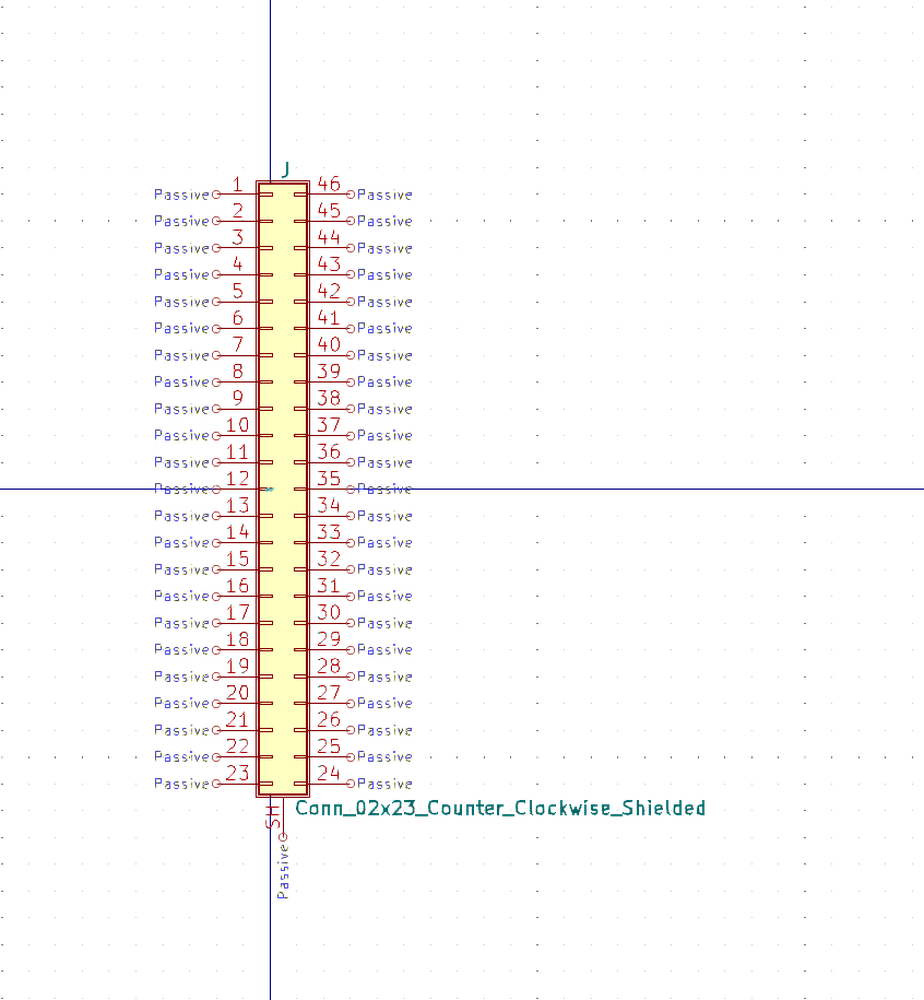 J
Passive 1 46 Passive
Passive 2 45 Passive
Passive 3 44 Passive
Passive 4 43 Passive
Passive 5 42 Passive
Passive 6 41 Passive
Passive 7 40 Passive
Passive 8 39 Passive
Passive 9 38 Passive
Passive 10 37 Passive
Passive 11 36 Passive
Passive 12 35 Passive
Passive 13 34 Passive
Passive 14 33 Passive
Passive 15 32 Passive
Passive 16 31 Passive
Passive 17 30 Passive
Passive 18 29 Passive
Passive 19 28 Passive
Passive 20 27 Passive
Passive 21 26 Passive
Passive 22 25 Passive
Passive 23 24 Passive
Conn_02x23_Counter_Clockwise_Shielded
SH
Passive